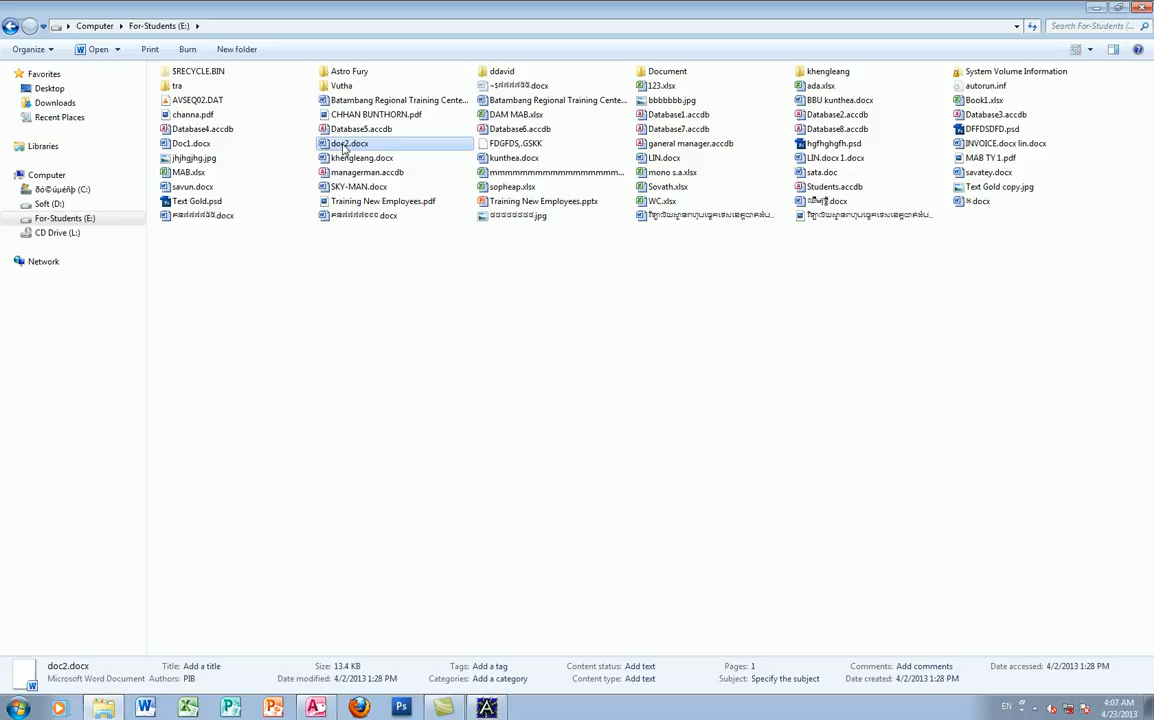 Computer ▸ For-Students (E:) ▸
Search For-Students (...
Organize ▾ Open ▾ Print Burn New folder
Favorites
Desktop
Downloads
Recent Places
Libraries
Computer
Soft (D:)
For-Students (E:)
CD Drive (L:)
Network
$RECYCLE.BIN Astro Fury ddavid Document khengleang System Volume Information
tra Vutha 123.xlsx ada.xlsx autorun.inf
AVSEQ02.DAT Batambang Regional Training Cente... Batambang Regional Training Cente... bbbbbbb.jpg BBU kunthea.docx Book1.xlsx
channa.pdf CHHAN BUNTHORN.pdf DAM MAB.xlsx Database1.accdb Database2.accdb Database3.accdb
Database4.accdb Database5.accdb Database6.accdb Database7.accdb Database8.accdb DFFDSDFD.psd
Doc1.docx doc2.docx FDGFDS,.GSKK ganeral manager.accdb hgfhghgfh.psd INVOICE.docx lin.docx
jhjhgjhg.jpg khengleang.docx kunthea.docx LIN.docx LIN.docx 1.docx MAB TY 1.pdf
MAB.xlsx managerman.accdb mono s.a.xlsx sata.doc savatey.docx
savun.docx SKY-MAN.docx sopheap.xlsx Sovath.xlsx Students.accdb Text Gold copy.jpg
Text Gold.psd Training New Employees.pdf Training New Employees.pptx WC.xlsx
doc2.docx Title: Add a title Size: 13.4 KB Tags: Add a tag Content status: Add text Pages: 1 Comments: Add comments Date accessed: 4/2/2013 1:28 PM
Microsoft Word Document Authors: PIB Date modified: 4/2/2013 1:28 PM Categories: Add a category Content type: Add text Subject: Specify the subject Date created: 4/2/2013 1:28 PM
EN 4:07 AM
4/23/2013